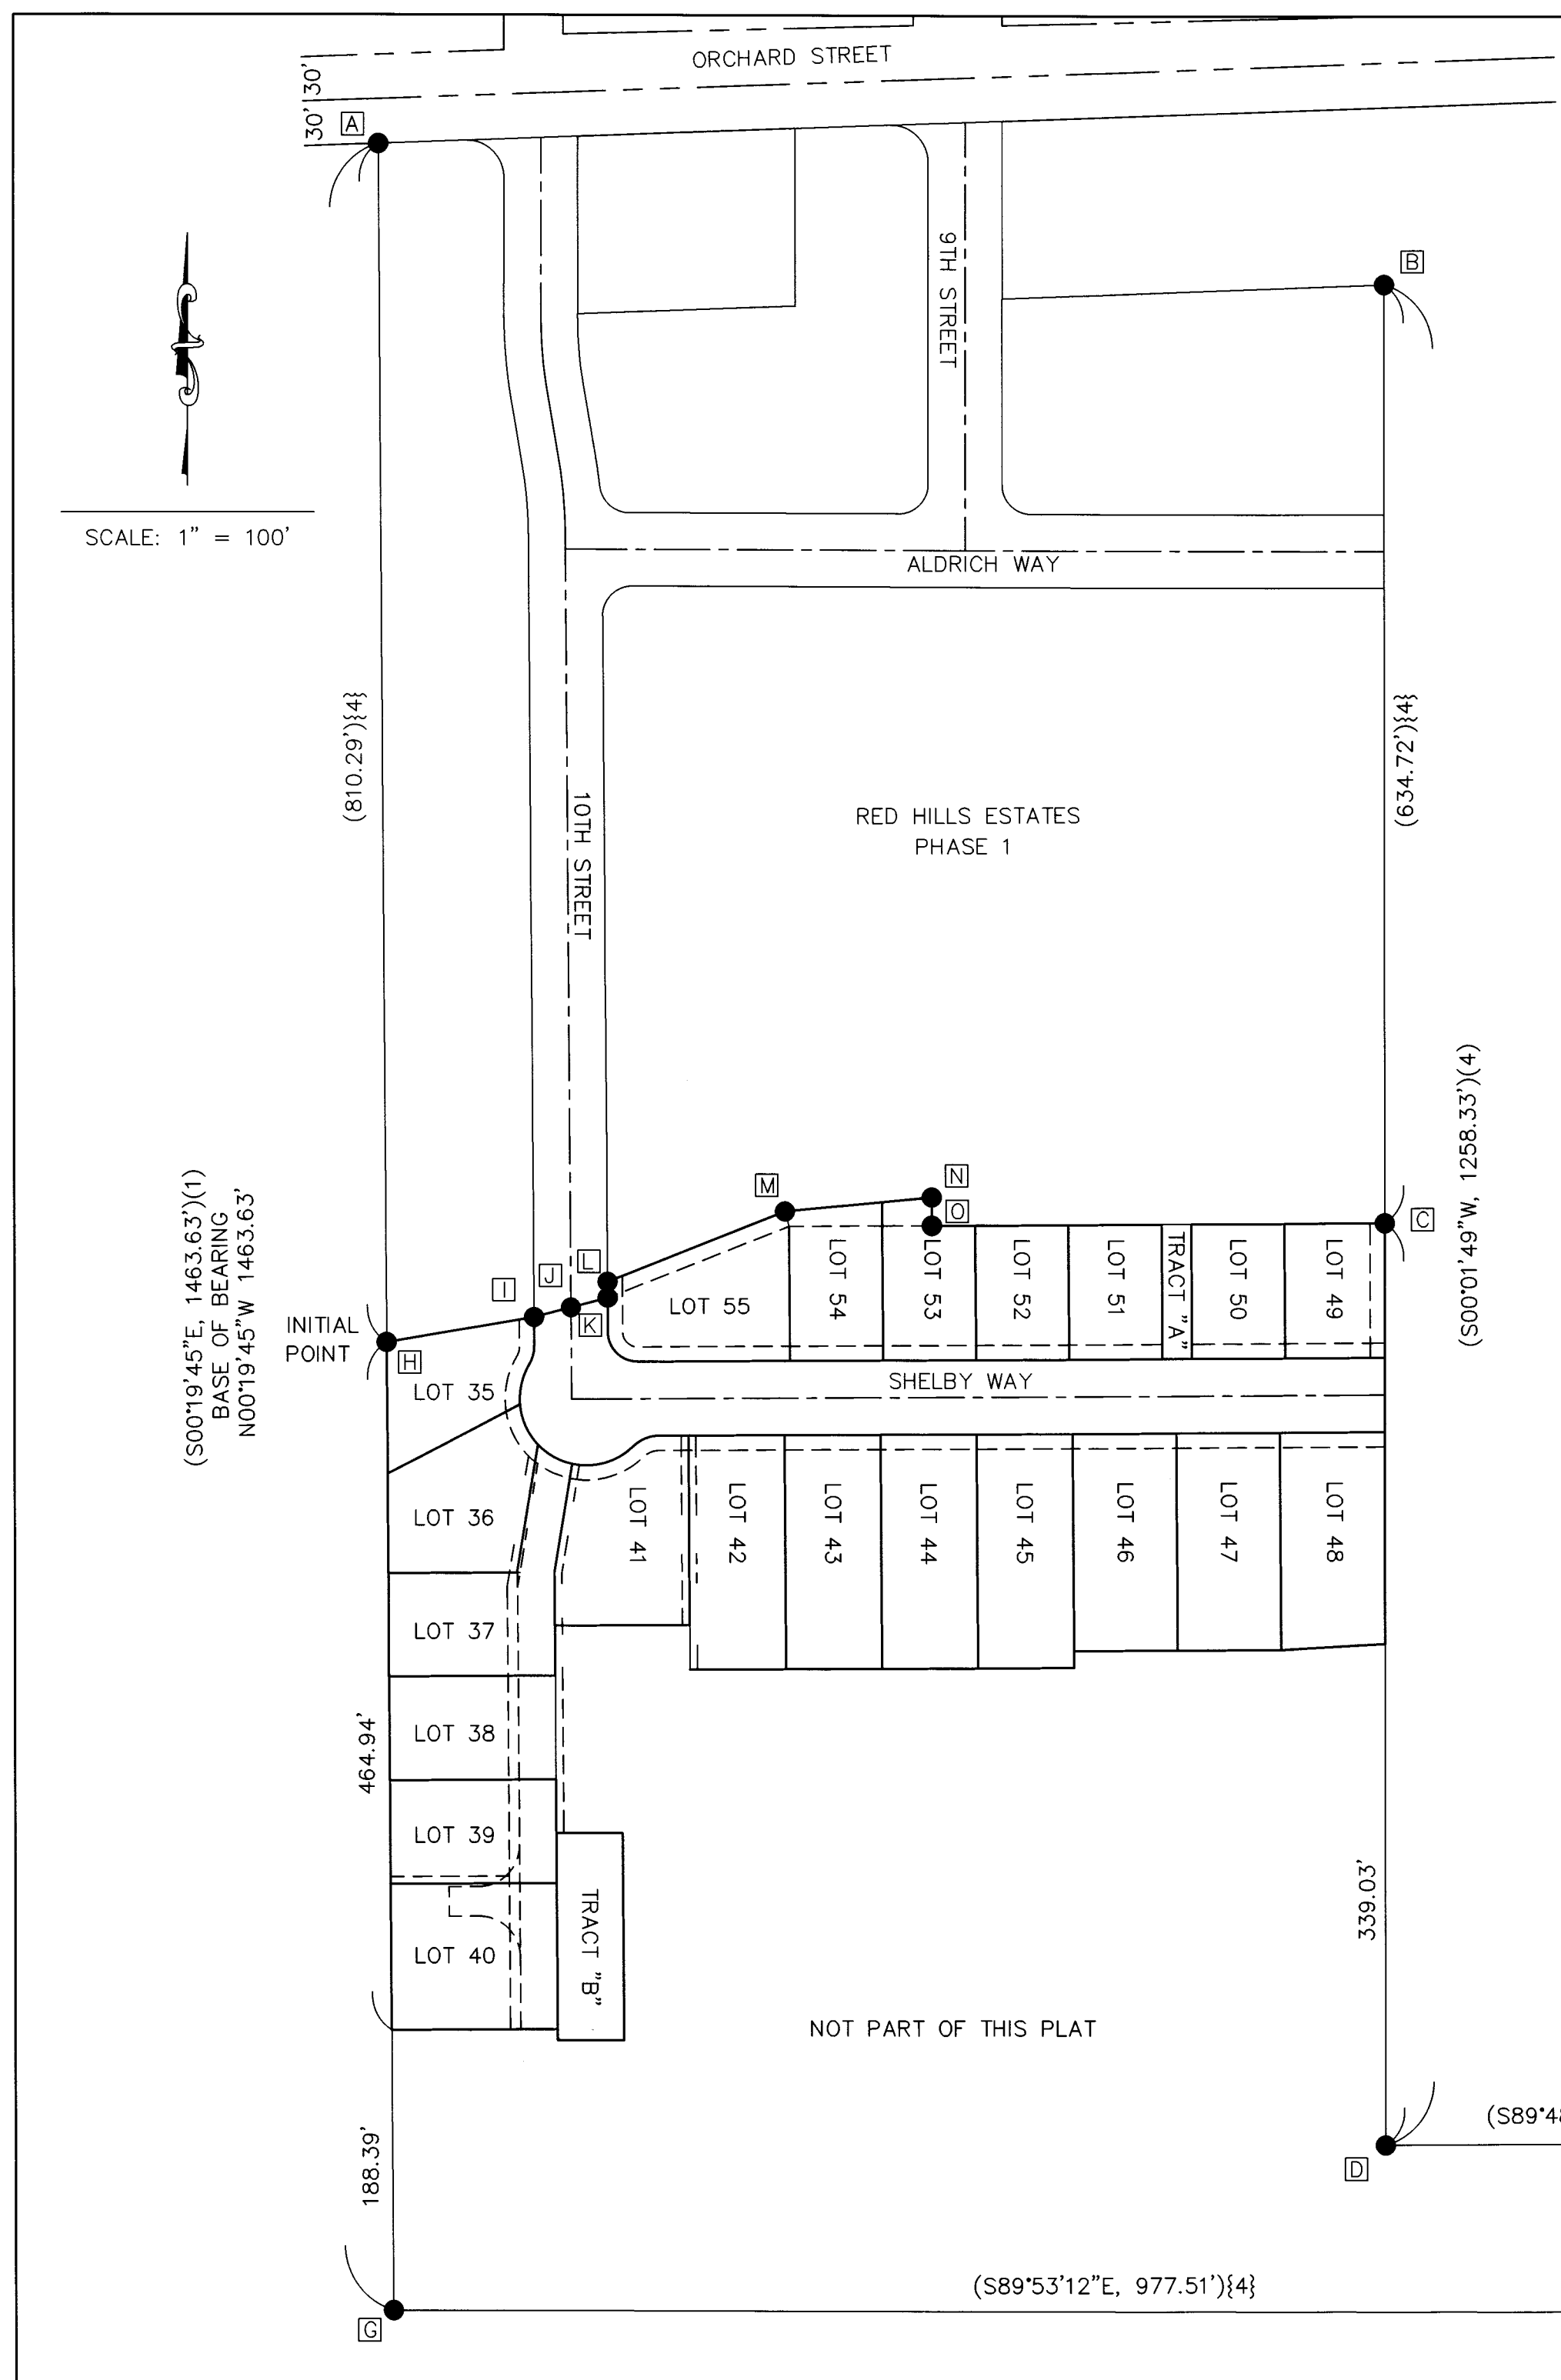 ORCHARD STREET
30' 30'
A
B
9TH STREET
SCALE: 1" = 100'
ALDRICH WAY
(810.29'){4}
(634.72'){4}
10TH STREET
RED HILLS ESTATES
PHASE 1
(S00°01'49"W, 1258.33')(4)
(S00°19'45"E, 1463.63')(1)
BASE OF BEARING
N00°19'45"W 1463.63'
M
N
O
C
L
J
I
K
INITIAL
POINT
H
LOT 55
LOT 54
LOT 53
LOT 52
LOT 51
TRACT "A"
LOT 50
LOT 49
LOT 35
SHELBY WAY
LOT 36
LOT 41
LOT 42
LOT 43
LOT 44
LOT 45
LOT 46
LOT 47
LOT 48
LOT 37
LOT 38
464.94'
LOT 39
339.03'
LOT 40
TRACT "B"
NOT PART OF THIS PLAT
(S89°48
D
188.39'
(S89°53'12"E, 977.51'){4}
G